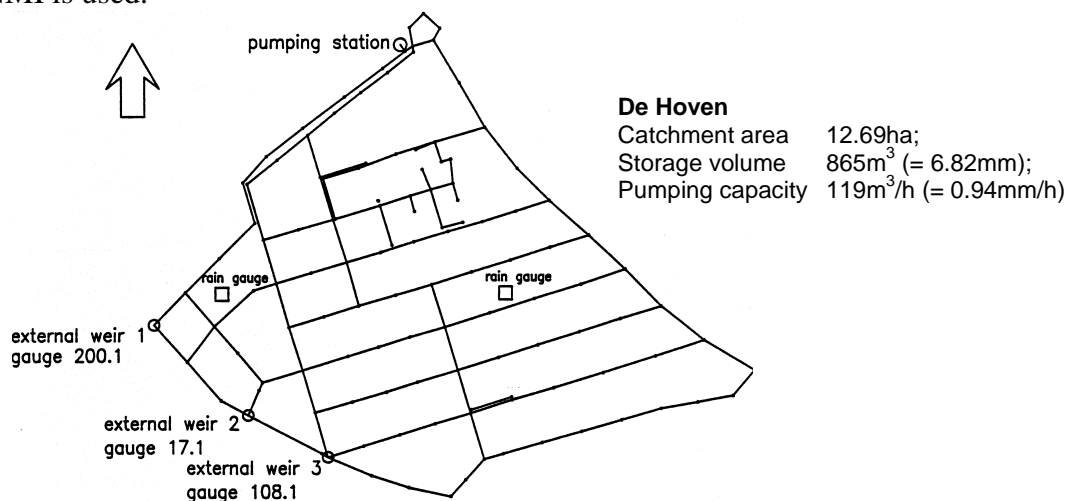 pumping station
De Hoven
Catchment area 12.69ha;
Storage volume 865m³ (= 6.82mm);
Pumping capacity 119m³/h (= 0.94mm/h)
rain gauge
rain gauge
external weir 1
gauge 200.1
external weir 2
gauge 17.1
external weir 3
gauge 108.1